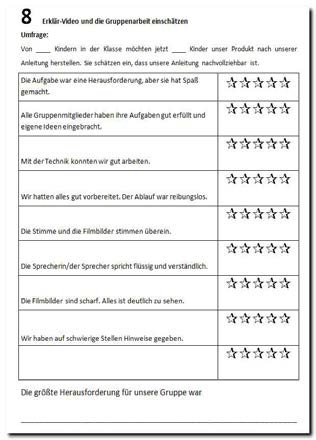 8 Erklär-Video und die Gruppenarbeit einschätzen
Umfrage:
Von ____ Kindern in der Klasse möchten jetzt ____ Kinder unser Produkt nach unserer
Anleitung herstellen. Sie schätzen ein, dass unsere Anleitung nachvollziehbar ist.
Die Aufgabe war eine Herausforderung, aber sie hat Spaß
gemacht.
Alle Gruppenmitglieder haben ihre Aufgaben gut erfüllt und
eigene Ideen eingebracht.
Mit der Technik konnten wir gut arbeiten.
Wir hatten alles gut vorbereitet. Der Ablauf war reibungslos.
Die Stimme und die Filmbilder stimmen überein.
Die Sprecherin/der Sprecher spricht flüssig und verständlich.
Die Filmbilder sind scharf. Alles ist deutlich zu sehen.
Wir haben auf schwierige Stellen Hinweise gegeben.
Die größte Herausforderung für unsere Gruppe war